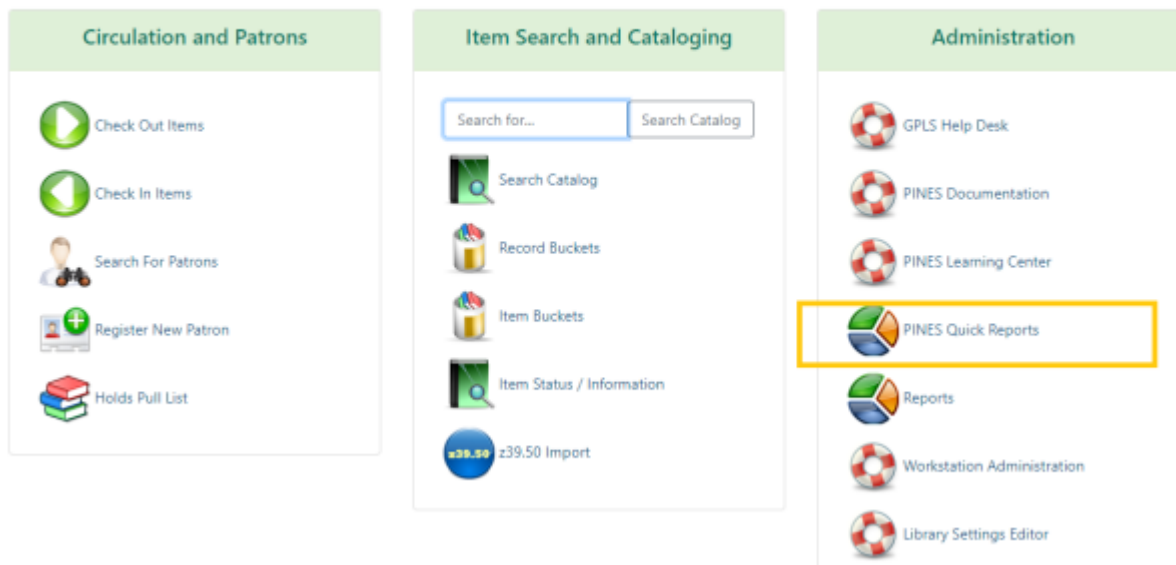 Circulation and Patrons
Check Out Items
Check In Items
Search For Patrons
Register New Patron
Holds Pull List
Item Search and Cataloging
Search for...
Search Catalog
Search Catalog
Record Buckets
Item Buckets
Item Status / Information
z39.50
z39.50 Import
Administration
GPLS Help Desk
PINES Documentation
PINES Learning Center
PINES Quick Reports
Reports
Workstation Administration
Library Settings Editor